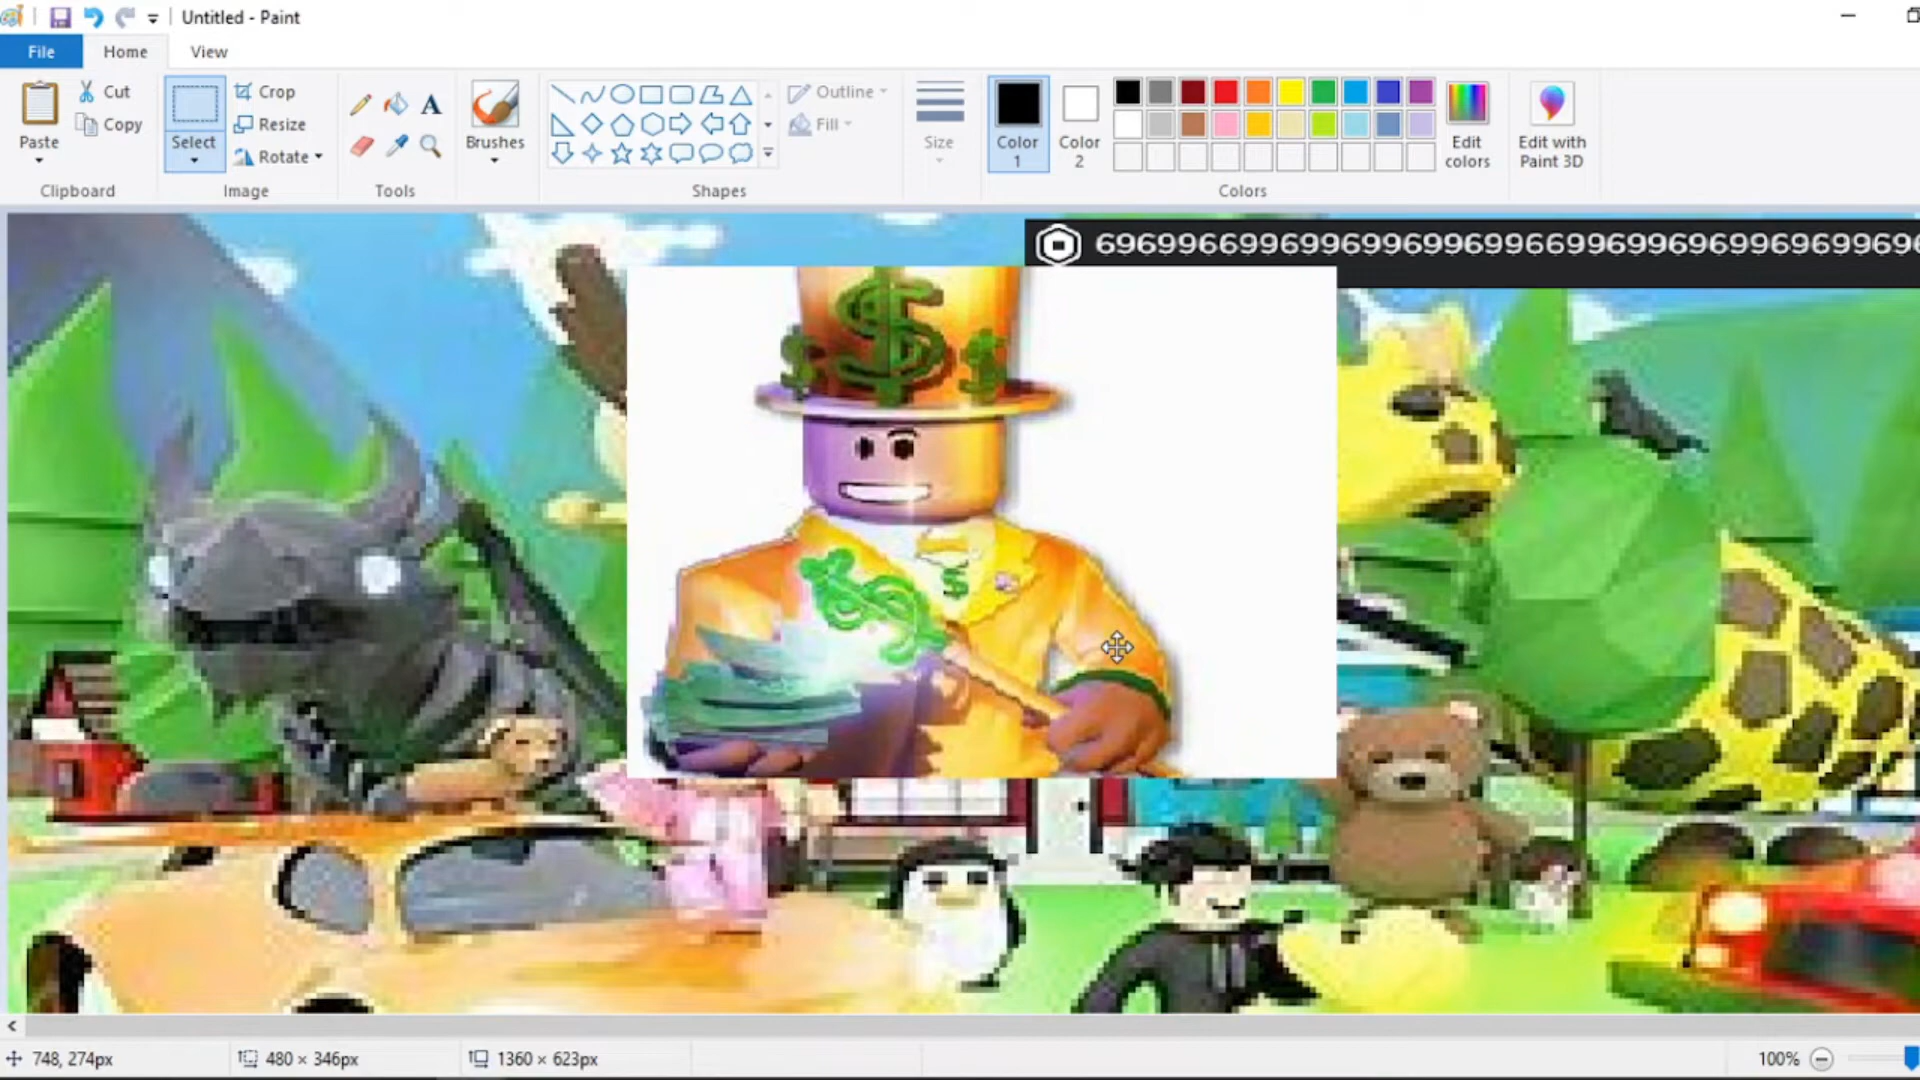 Untitled - Paint
File Home View
Paste
Cut
Copy
Clipboard
Select
Crop
Resize
Rotate
Image
A
Tools
Brushes
Shapes
Outline
Fill
Size
Color 1
Color 2
Colors
Edit colors
Edit with Paint 3D
$
$ $
$
748, 274px
480 × 346px
1360 × 623px
100%